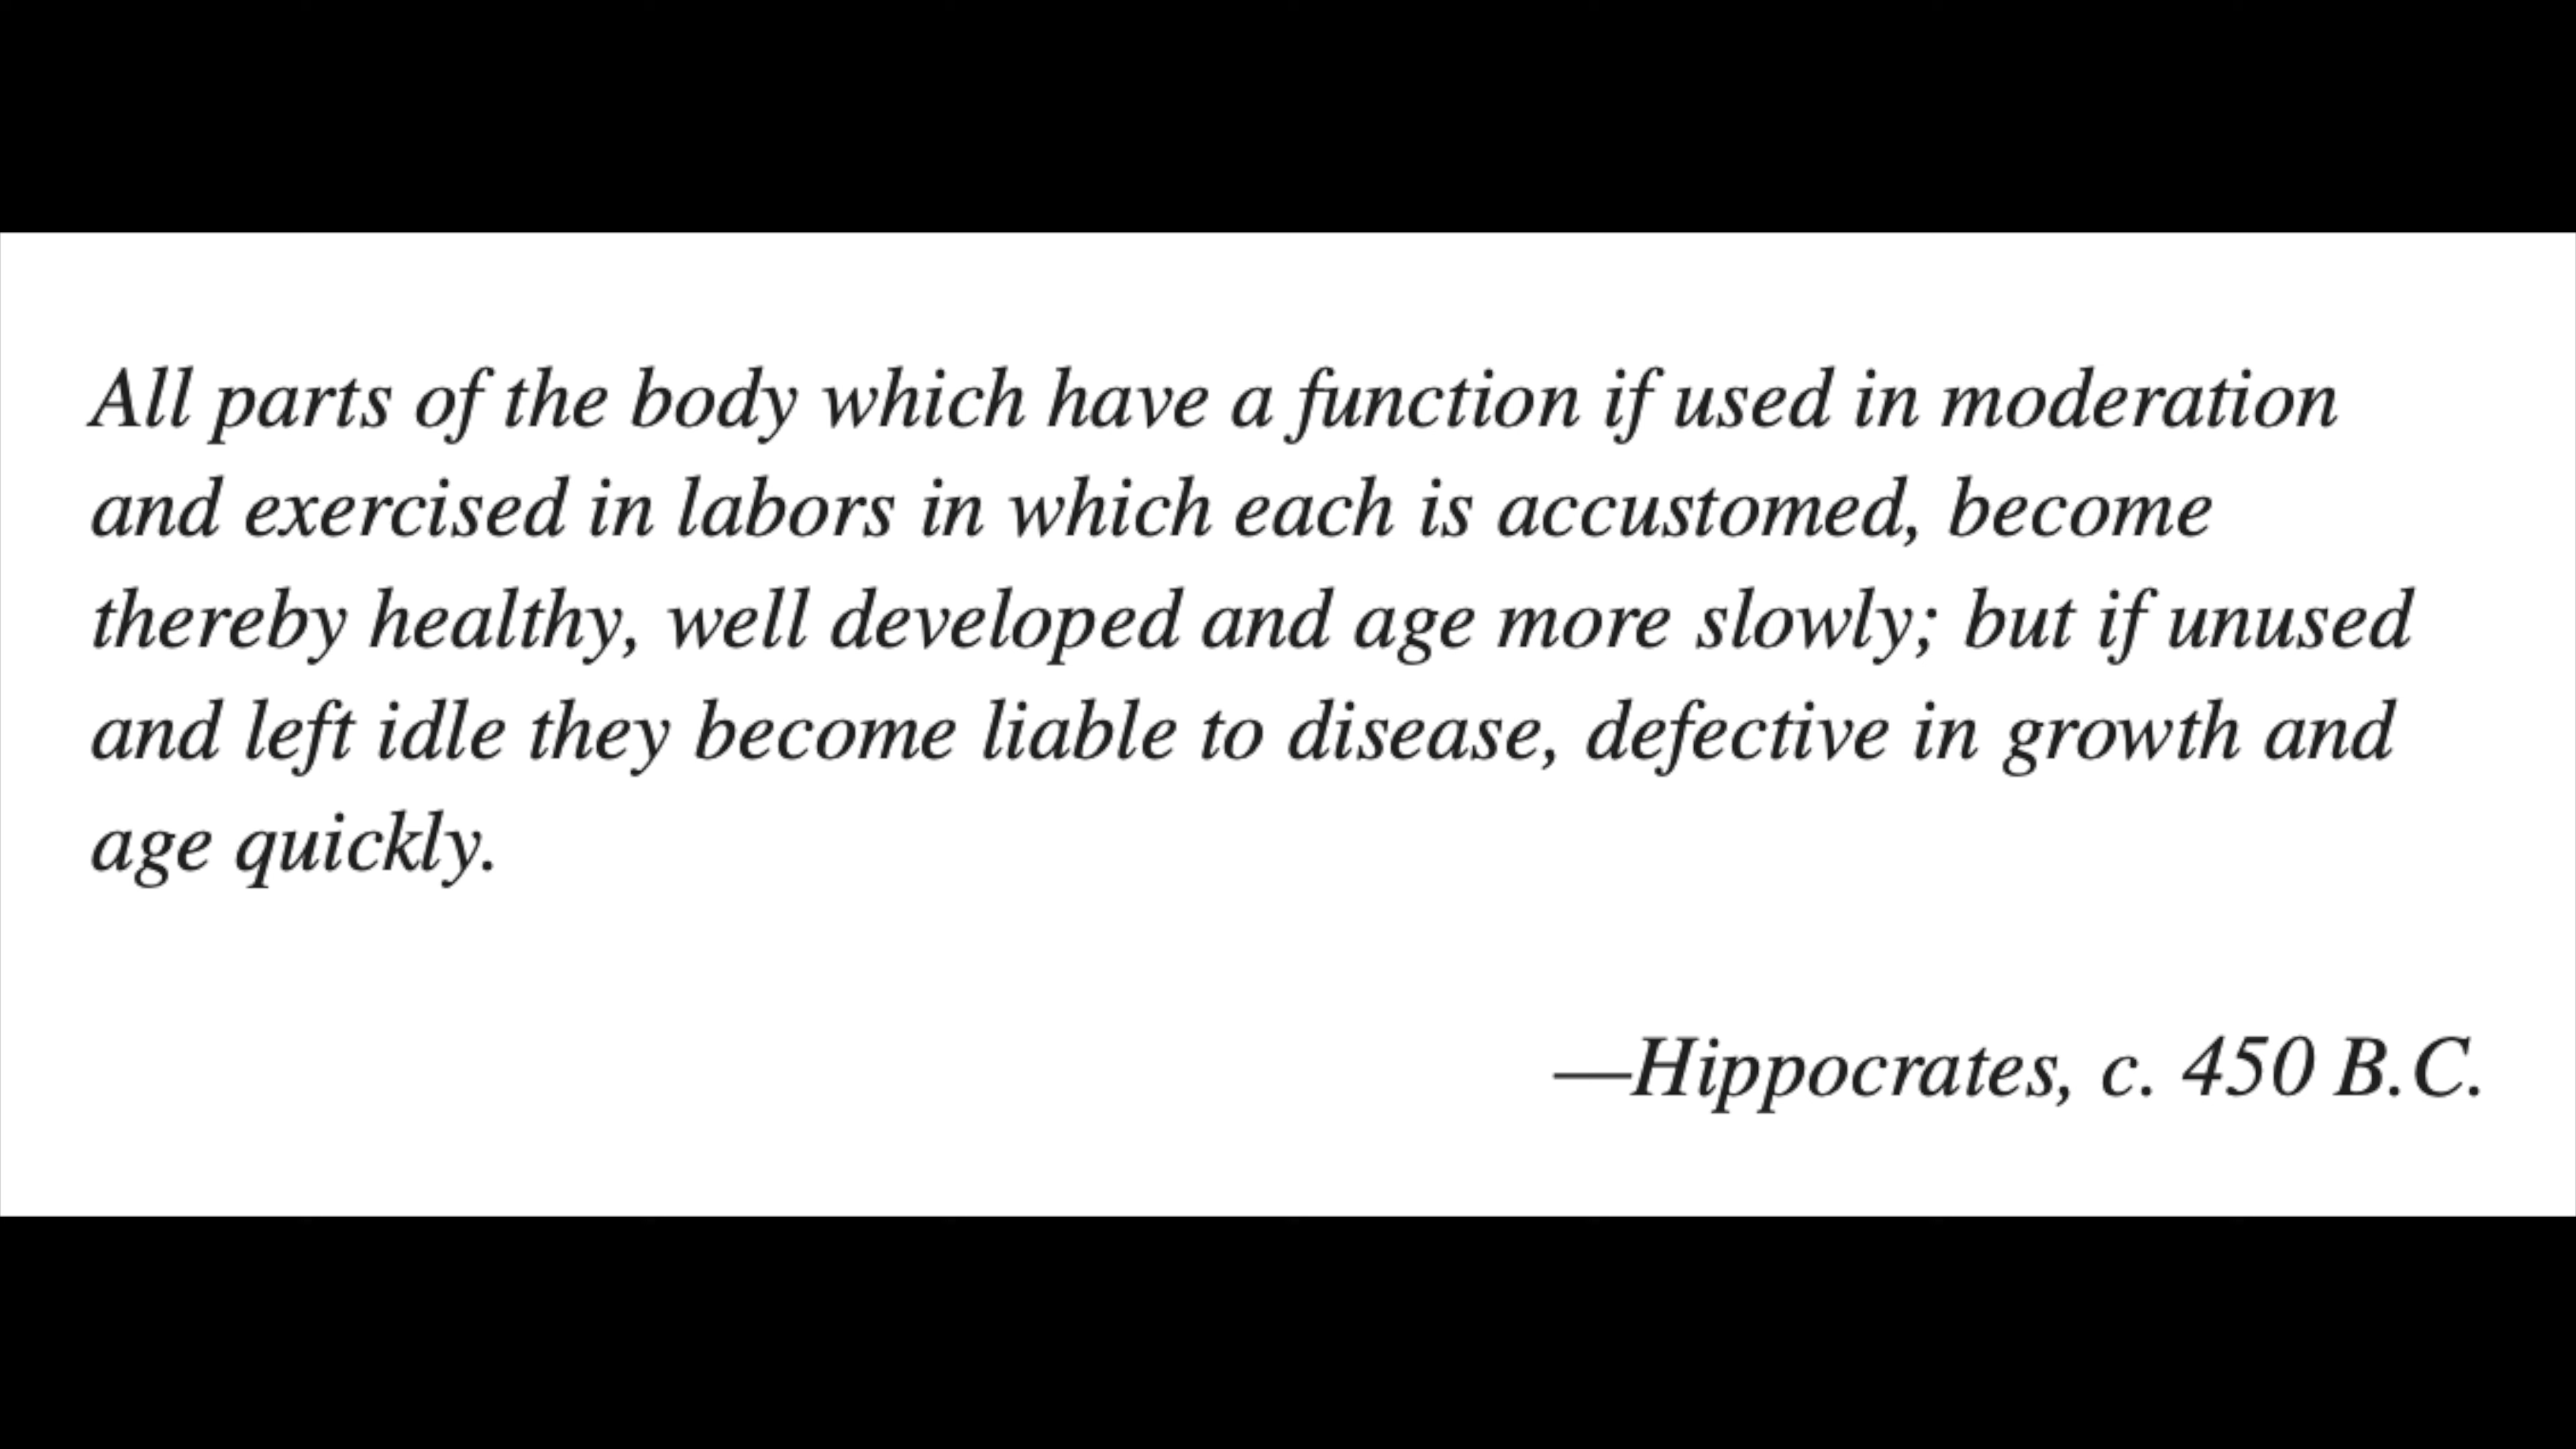 All parts of the body which have a function if used in moderation
and exercised in labors in which each is accustomed, become
thereby healthy, well developed and age more slowly; but if unused
and left idle they become liable to disease, defective in growth and
age quickly.
—Hippocrates, c. 450 B.C.